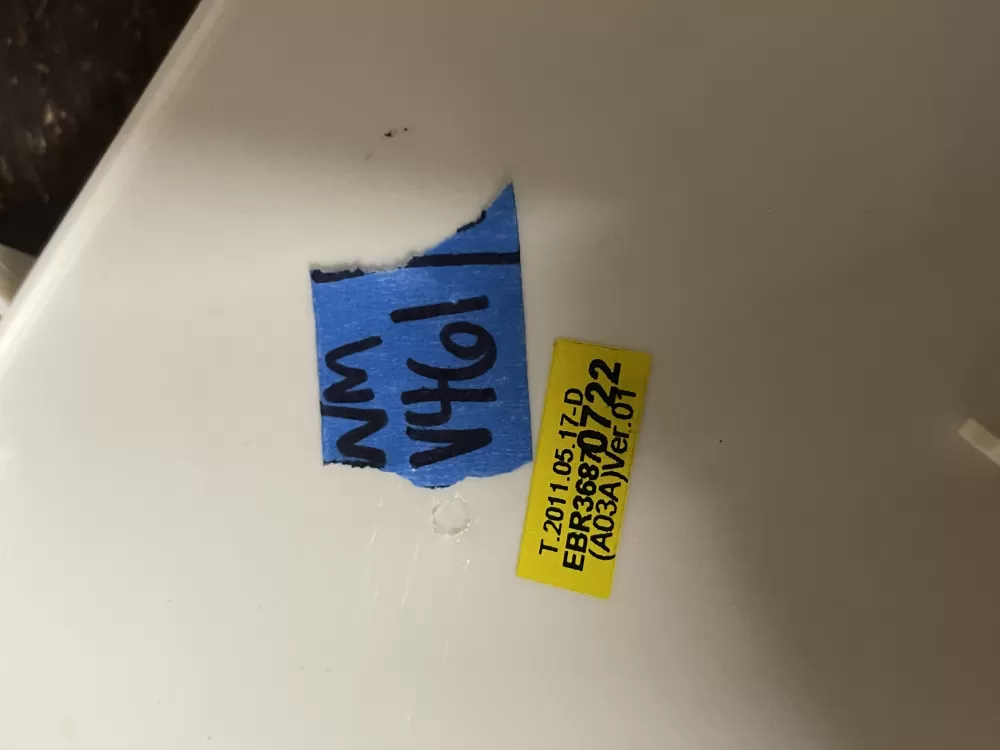 WM
V461
T.2011.05.17-D
EBR36870722
(A03A)Ver.01